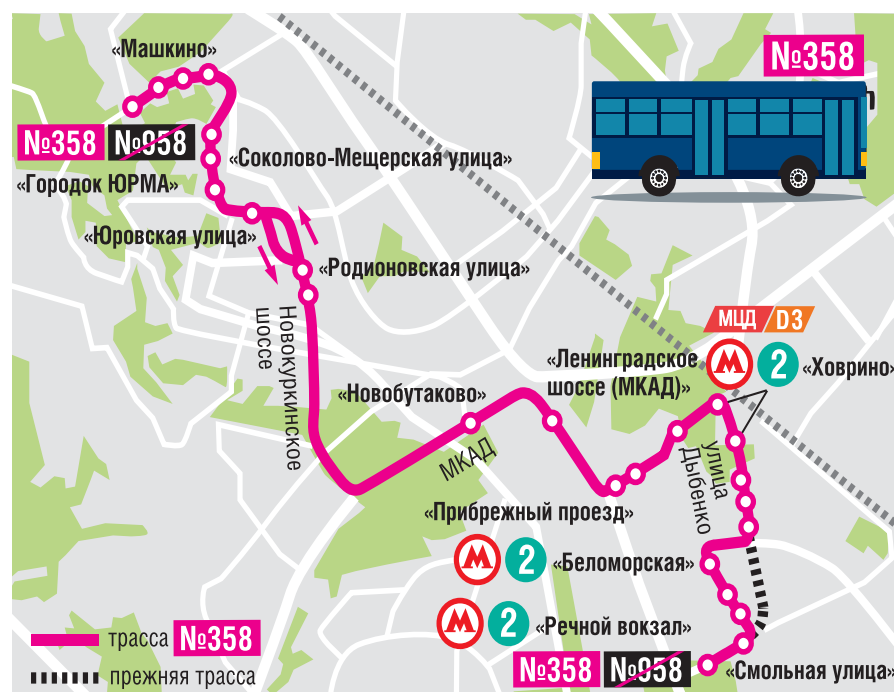 «Машкино»
№358
№358 №958
«Соколово-Мещерская улица»
«Городок ЮРМА»
«Юровская улица»
«Родионовская улица»
Новокуркинское
шоссе
МЦД D3
«Ленинградское
шоссе (МКАД)»
М 2 «Ховрино»
«Новобутаково»
МКАД
улица
Дыбенко
«Прибрежный проезд»
М 2 «Беломорская»
М 2 «Речной вокзал»
№358 №958
«Смольная улица»
трасса №358
прежняя трасса